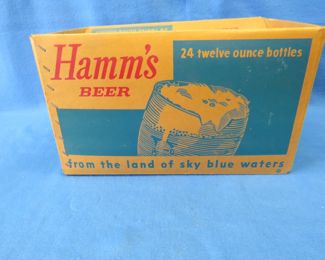 Hamm's
BEER
24 twelve ounce bottles
from the land of sky blue waters
®